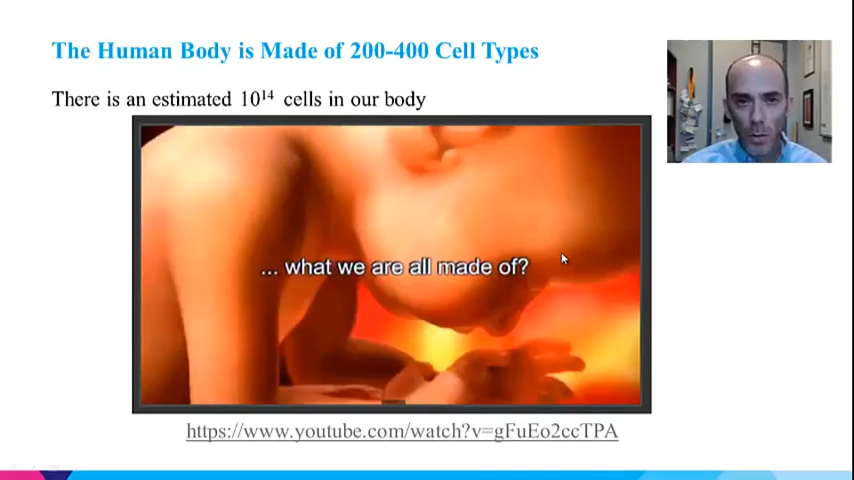 The Human Body is Made of 200-400 Cell Types
There is an estimated 10¹⁴ cells in our body
... what we are all made of?
https://www.youtube.com/watch?v=gFuEo2ccTPA